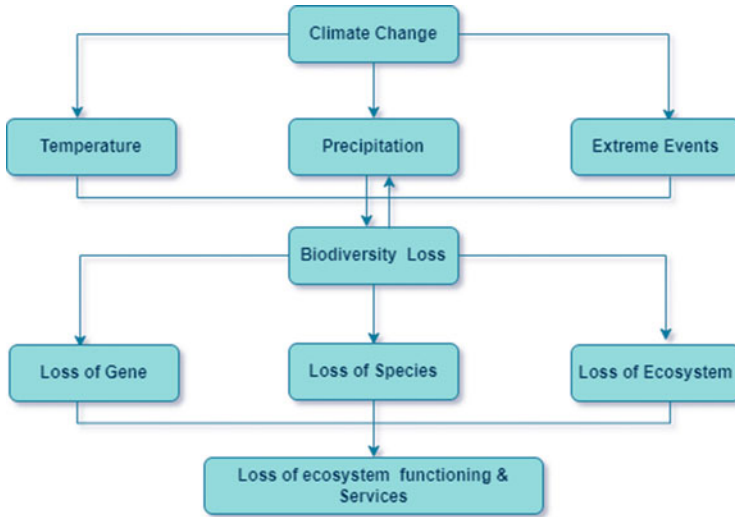 Climate Change
Temperature
Precipitation
Extreme Events
Biodiversity Loss
Loss of Gene
Loss of Species
Loss of Ecosystem
Loss of ecosystem functioning &
Services